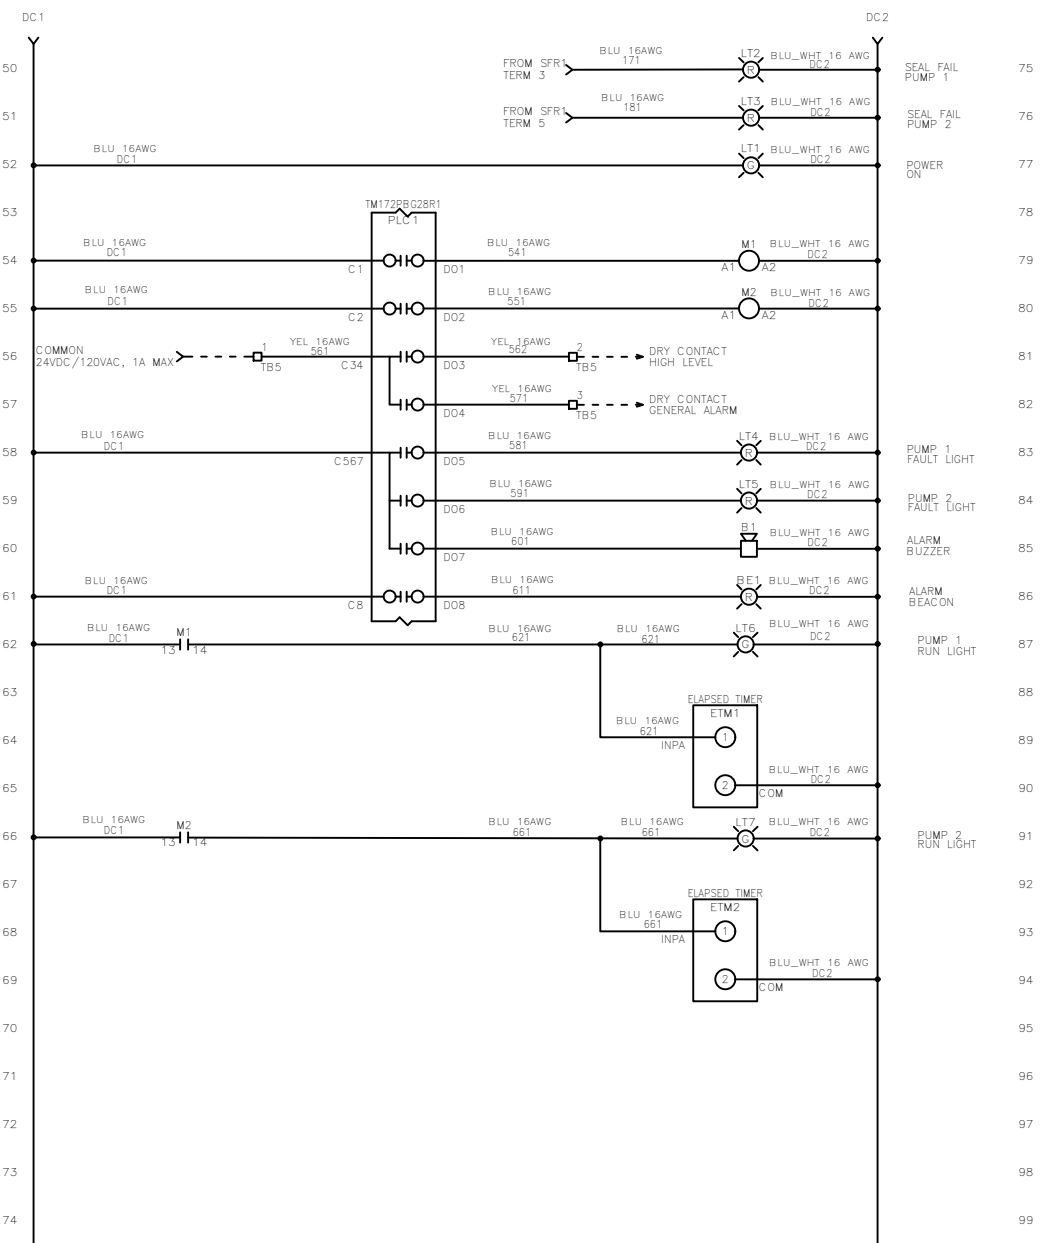 DC1
DC2
50
FROM SFR1
TERM 3
BLU 16AWG
171
LT2
R
BLU_WHT 16 AWG
DC2
SEAL FAIL
PUMP 1
75
51
FROM SFR1
TERM 5
BLU 16AWG
181
LT3
R
BLU_WHT 16 AWG
DC2
SEAL FAIL
PUMP 2
76
52
BLU 16AWG
DC1
LT1
G
BLU_WHT 16 AWG
DC2
POWER
ON
77
53
TM172PBG28R1
PLC1
78
54
BLU 16AWG
DC1
C1
DO1
BLU 16AWG
541
M1
A1
A2
BLU_WHT 16 AWG
DC2
79
55
BLU 16AWG
DC1
C2
DO2
BLU 16AWG
551
M2
A1
A2
BLU_WHT 16 AWG
DC2
80
56
COMMON
24VDC/120VAC, 1A MAX
1
TB5
YEL 16AWG
561
C34
DO3
YEL 16AWG
562
2
TB5
DRY CONTACT
HIGH LEVEL
81
57
DO4
YEL 16AWG
571
3
TB5
DRY CONTACT
GENERAL ALARM
82
58
BLU 16AWG
DC1
C567
DO5
BLU 16AWG
581
LT4
R
BLU_WHT 16 AWG
DC2
PUMP 1
FAULT LIGHT
83
59
DO6
BLU 16AWG
591
LT5
R
BLU_WHT 16 AWG
DC2
PUMP 2
FAULT LIGHT
84
60
DO7
BLU 16AWG
601
B1
BLU_WHT 16 AWG
DC2
ALARM
BUZZER
85
61
BLU 16AWG
DC1
C8
DO8
BLU 16AWG
611
BE1
R
BLU_WHT 16 AWG
DC2
ALARM
BEACON
86
62
BLU 16AWG
DC1
M1
13
14
BLU 16AWG
621
BLU 16AWG
621
LT6
G
BLU_WHT 16 AWG
DC2
PUMP 1
RUN LIGHT
87
63
ELAPSED TIMER
ETM1
88
64
BLU 16AWG
621
INPA
1
89
65
2
COM
BLU_WHT 16 AWG
DC2
90
66
BLU 16AWG
DC1
M2
13
14
BLU 16AWG
661
BLU 16AWG
661
LT7
G
BLU_WHT 16 AWG
DC2
PUMP 2
RUN LIGHT
91
67
ELAPSED TIMER
ETM2
92
68
BLU 16AWG
661
INPA
1
93
69
2
COM
BLU_WHT 16 AWG
DC2
94
70
95
71
96
72
97
73
98
74
99